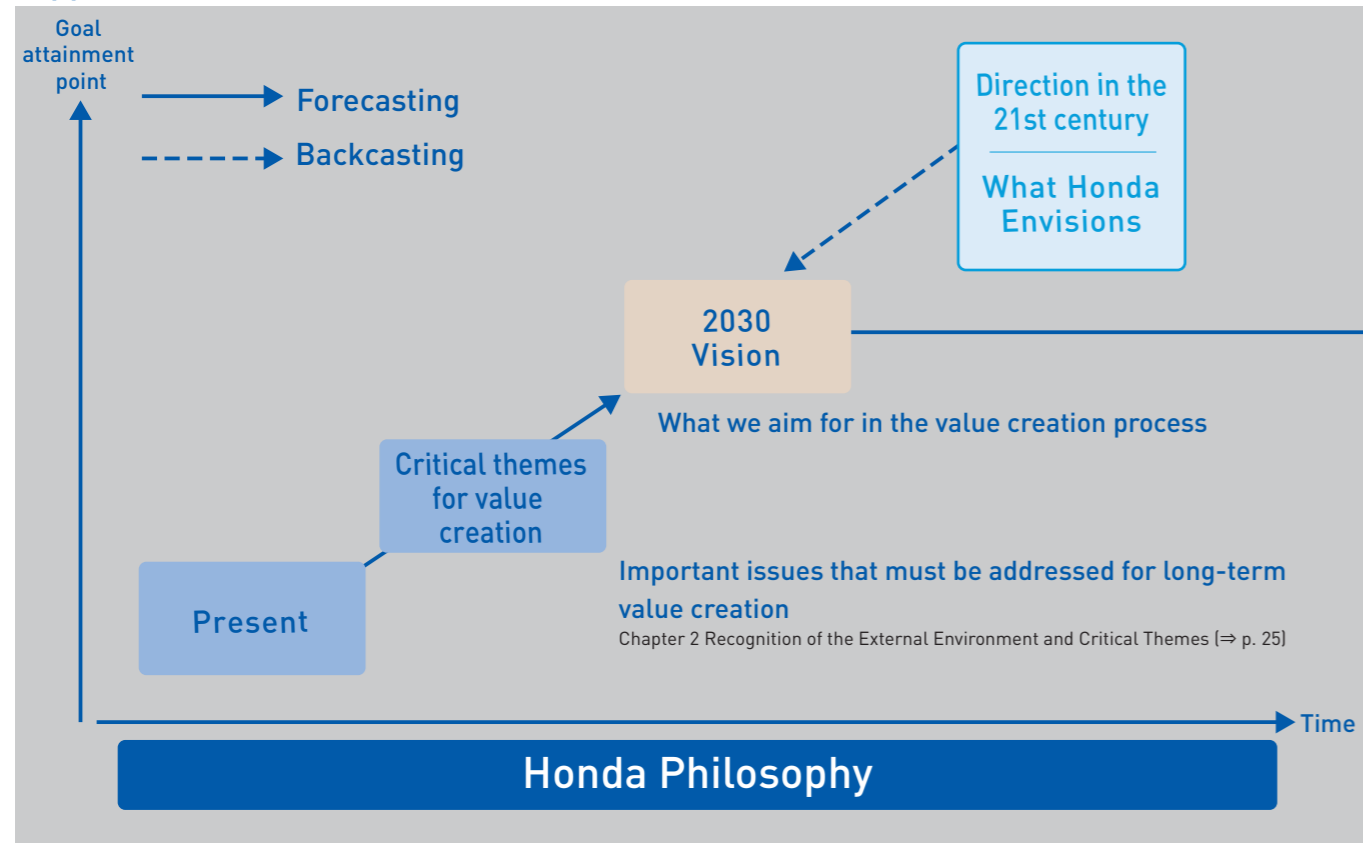 Goal
attainment
point
Forecasting
Backcasting
Direction in the
21st century
What Honda
Envisions
2030
Vision
What we aim for in the value creation process
Critical themes
for value
creation
Important issues that must be addressed for long-term
value creation
Chapter 2 Recognition of the External Environment and Critical Themes (⇒ p. 25)
Present
Time
Honda Philosophy